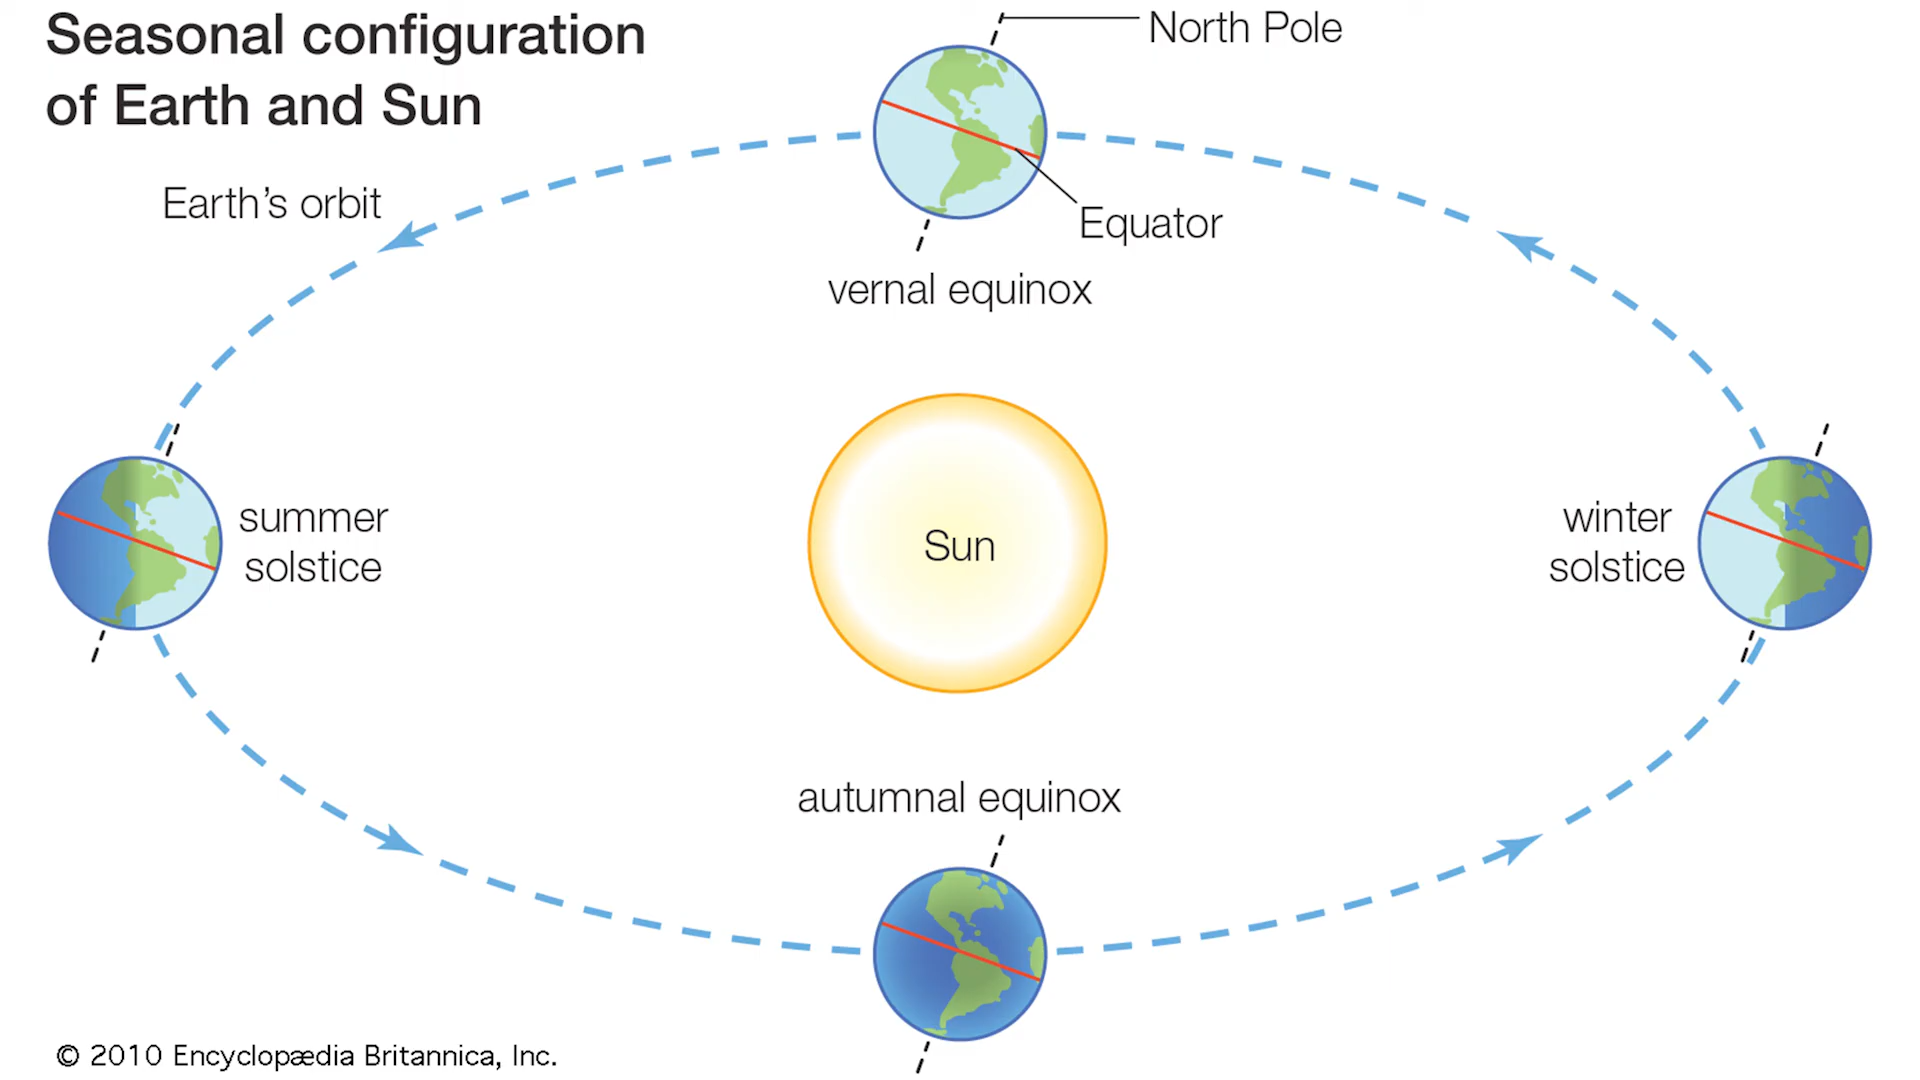 Seasonal configuration
of Earth and Sun
North Pole
Earth's orbit
Equator
vernal equinox
summer
solstice
Sun
winter
solstice
autumnal equinox
© 2010 Encyclopædia Britannica, Inc.